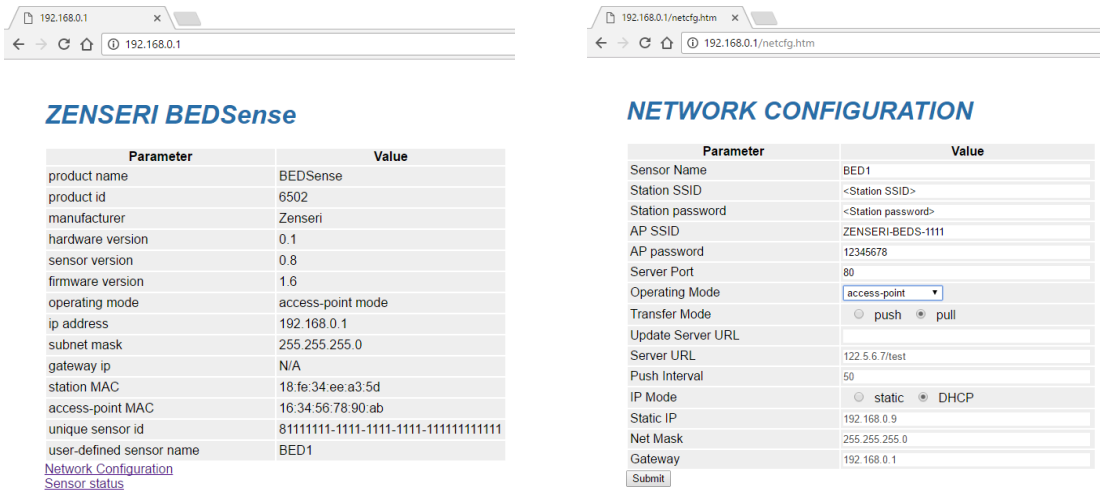 192.168.0.1
192.168.0.1
ZENSERI BEDSense
Parameter Value
product name BEDSense
product id 6502
manufacturer Zenseri
hardware version 0.1
sensor version 0.8
firmware version 1.6
operating mode access-point mode
ip address 192.168.0.1
subnet mask 255.255.255.0
gateway ip N/A
station MAC 18:fe:34:ee:a3:5d
access-point MAC 16:34:56:78:90:ab
unique sensor id 81111111-1111-1111-1111-111111111111
user-defined sensor name BED1
Network Configuration
Sensor status
192.168.0.1/netcfg.htm
192.168.0.1/netcfg.htm
NETWORK CONFIGURATION
Parameter Value
Sensor Name BED1
Station SSID <Station SSID>
Station password <Station password>
AP SSID ZENSERI-BEDS-1111
AP password 12345678
Server Port 80
Operating Mode access-point
Transfer Mode push pull
Update Server URL
Server URL 122.5.6.7/test
Push Interval 50
IP Mode static DHCP
Static IP 192.168.0.9
Net Mask 255.255.255.0
Gateway 192.168.0.1
Submit